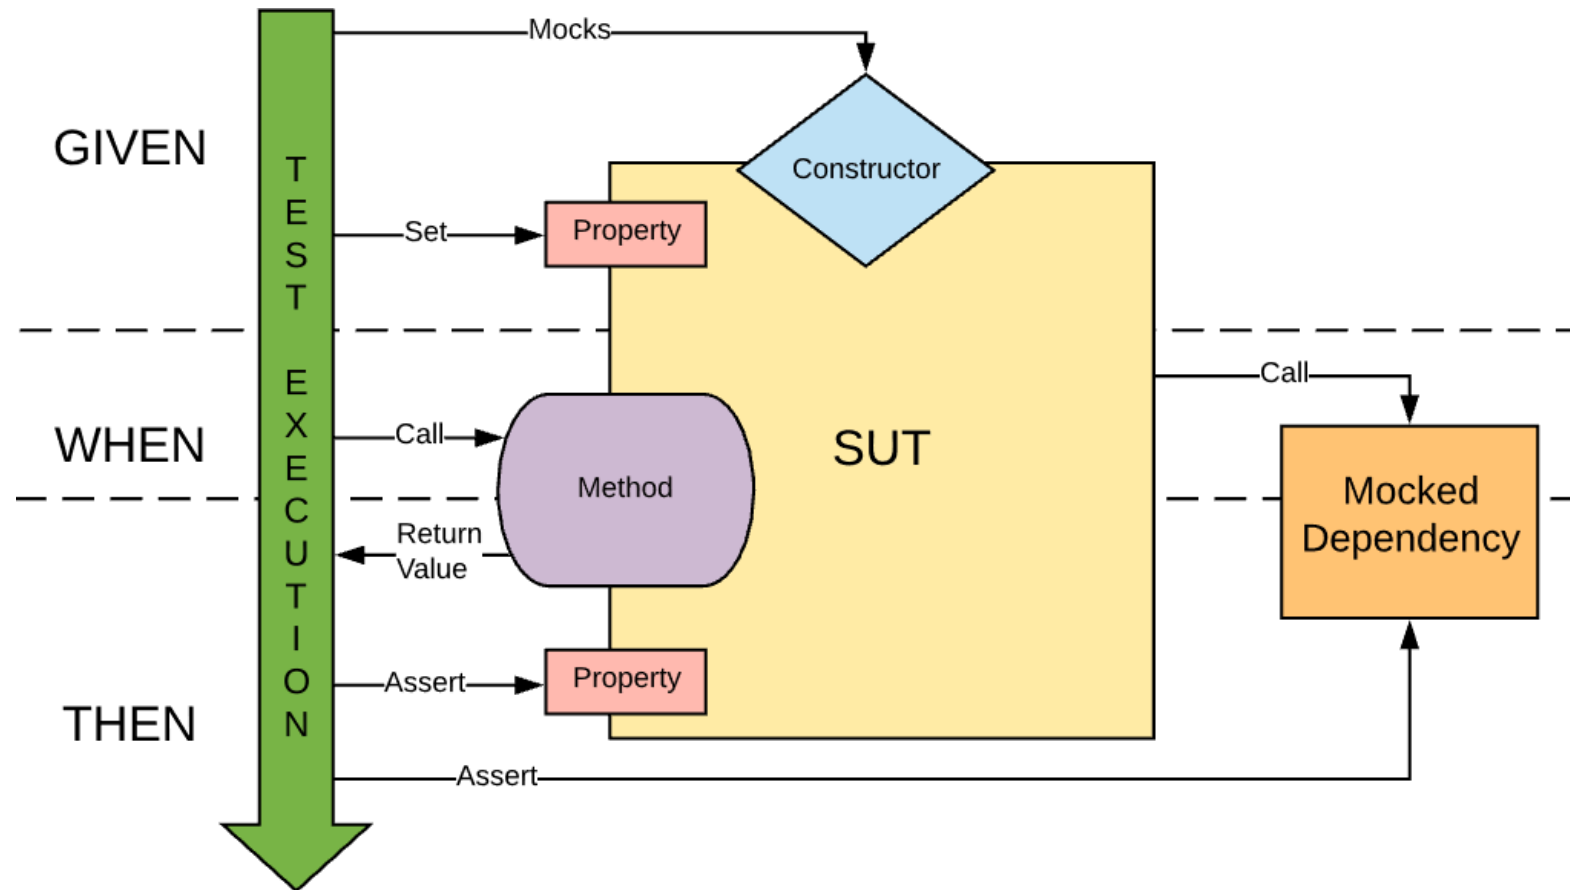 Mocks
GIVEN
Constructor
TEST EXECUTION
Set
Property
Call
WHEN
Call
SUT
Method
Mocked
Dependency
Return
Value
Assert
Property
THEN
Assert